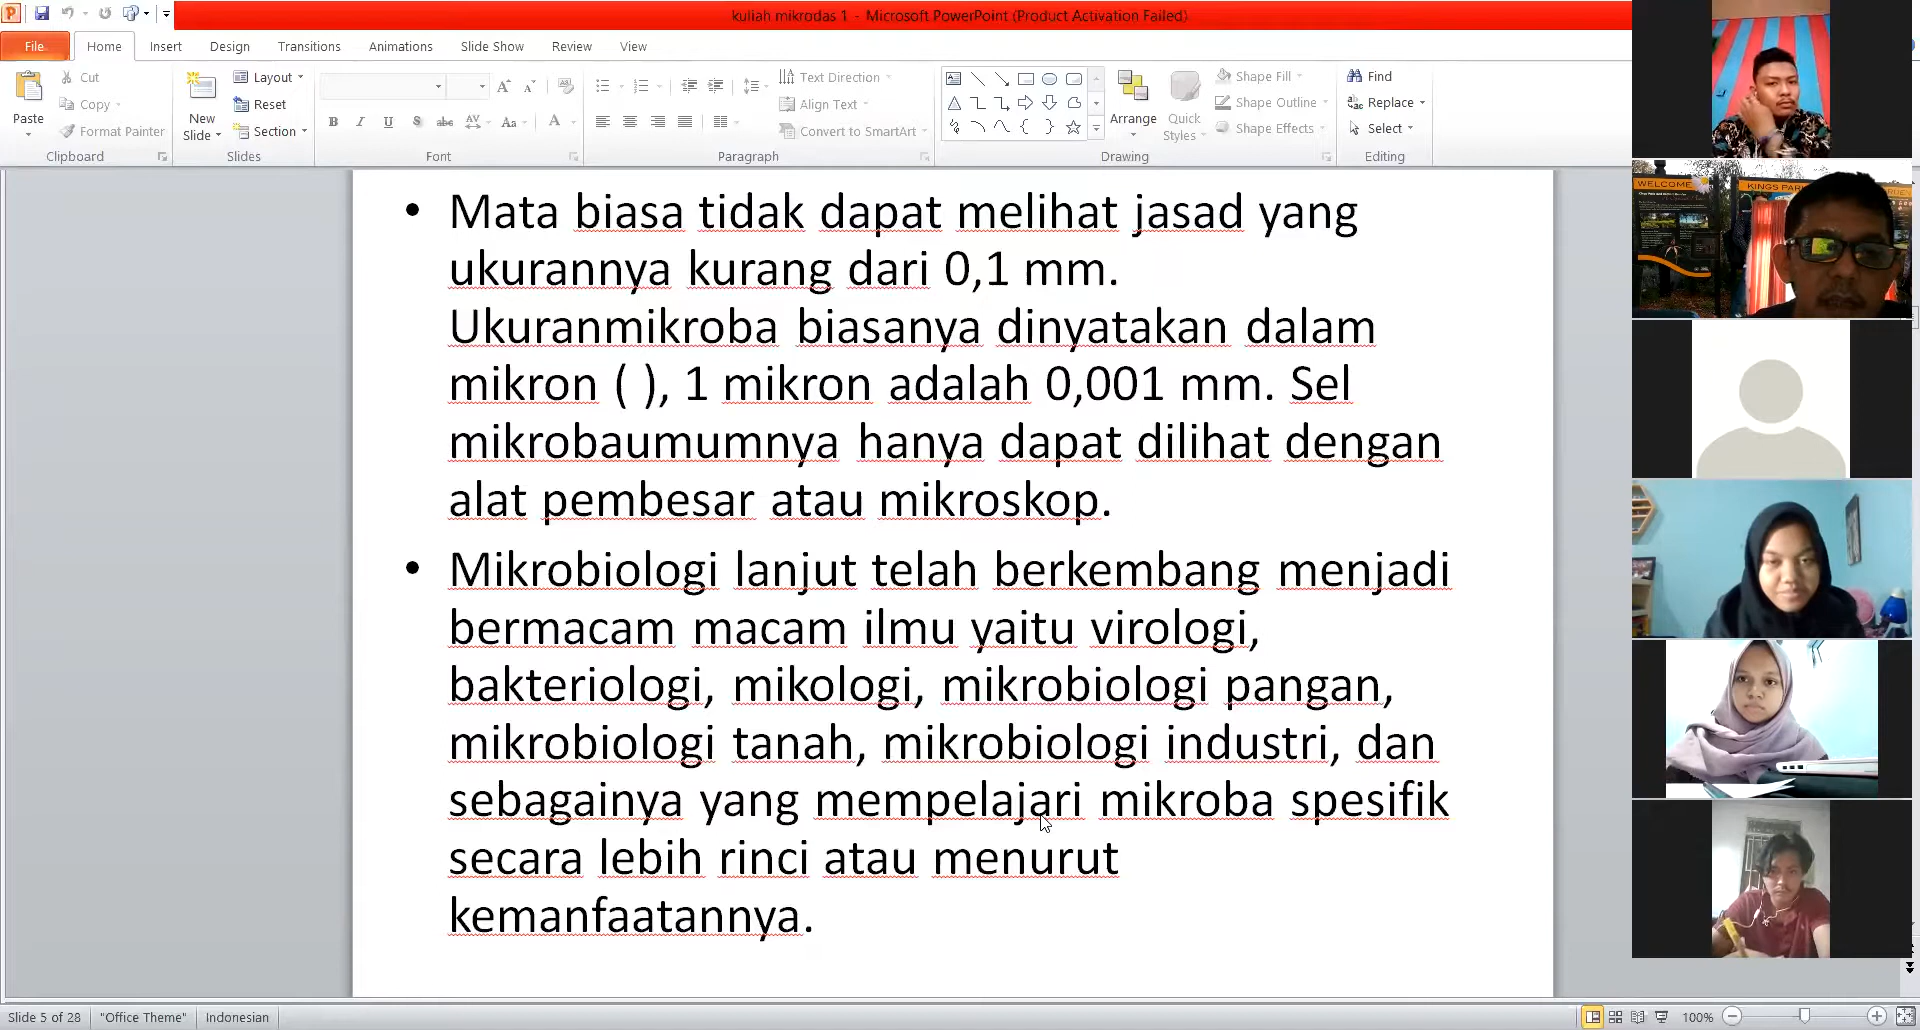 kuliah mikrodas 1 - Microsoft PowerPoint (Product Activation Failed)
File Home Insert Design Transitions Animations Slide Show Review View
Cut
Copy
Format Painter
Paste
Clipboard
New
Slide
Layout
Reset
Section
Slides
Font
Text Direction
Align Text
Convert to SmartArt
Paragraph
Arrange
Quick
Styles
Shape Fill
Shape Outline
Shape Effects
Drawing
Find
Replace
Select
Editing
• Mata biasa tidak dapat melihat jasad yang
ukurannya kurang dari 0,1 mm.
Ukuranmikroba biasanya dinyatakan dalam
mikron ( ), 1 mikron adalah 0,001 mm. Sel
mikrobaumumnya hanya dapat dilihat dengan
alat pembesar atau mikroskop.
• Mikrobiologi lanjut telah berkembang menjadi
bermacam macam ilmu yaitu virologi,
bakteriologi, mikologi, mikrobiologi pangan,
mikrobiologi tanah, mikrobiologi industri, dan
sebagainya yang mempelajari mikroba spesifik
secara lebih rinci atau menurut
kemanfaatannya.
WELCOME
Slide 5 of 28 "Office Theme" Indonesian 100%